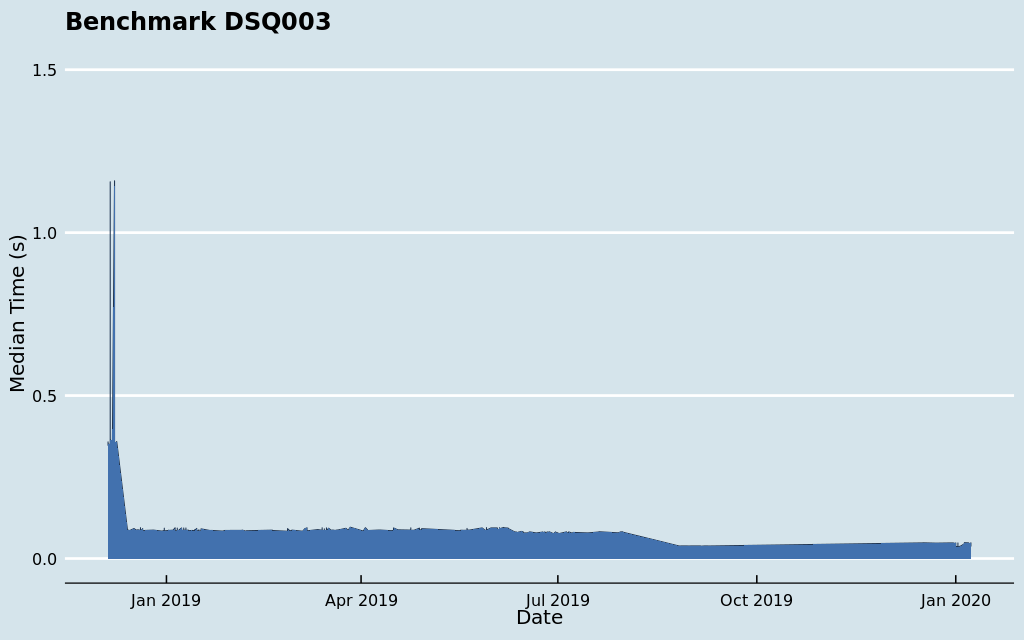 Benchmark DSQ003
1.5
1.0
0.5
0.0
Median Time (s)
Jan 2019
Apr 2019
Jul 2019
Oct 2019
Jan 2020
Date